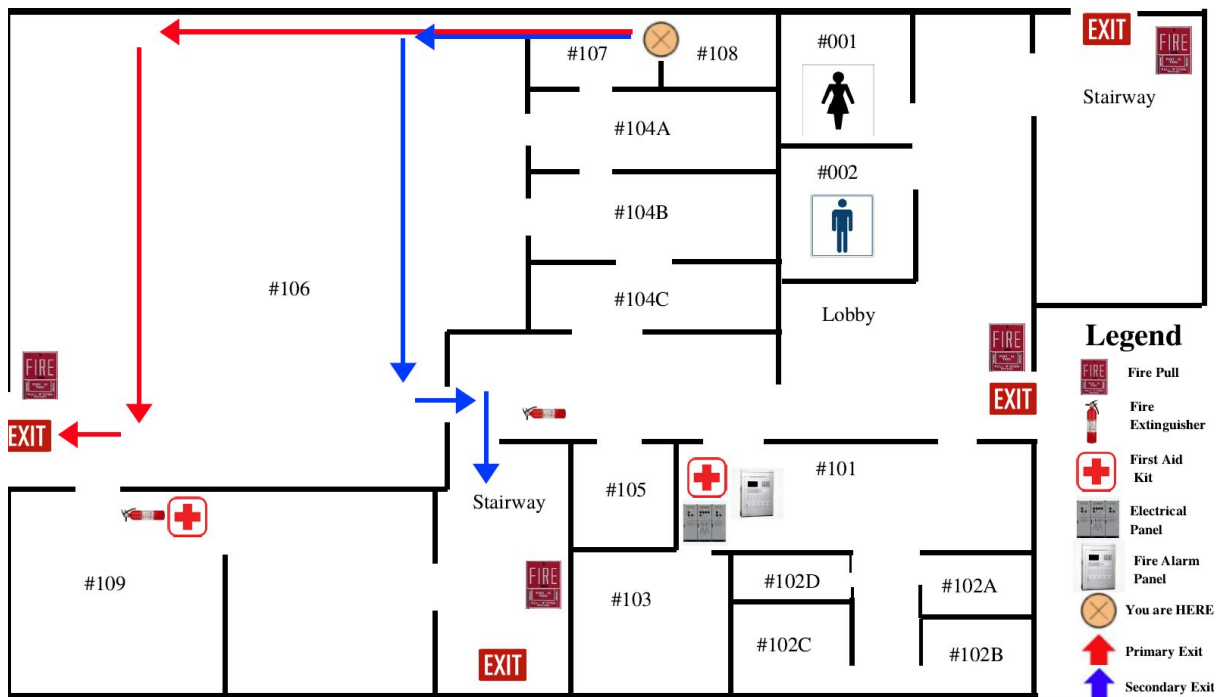 EXIT
FIRE
Stairway
#001
#107
#108
#104A
#002
#104B
#106
#104C
Lobby
FIRE
FIRE
EXIT
EXIT
#101
#105
Stairway
#109
FIRE
#103
#102D
#102A
#102C
#102B
EXIT
Legend
FIRE
Fire Pull
Fire
Extinguisher
First Aid
Kit
Electrical
Panel
Fire Alarm
Panel
You are HERE
Primary Exit
Secondary Exit